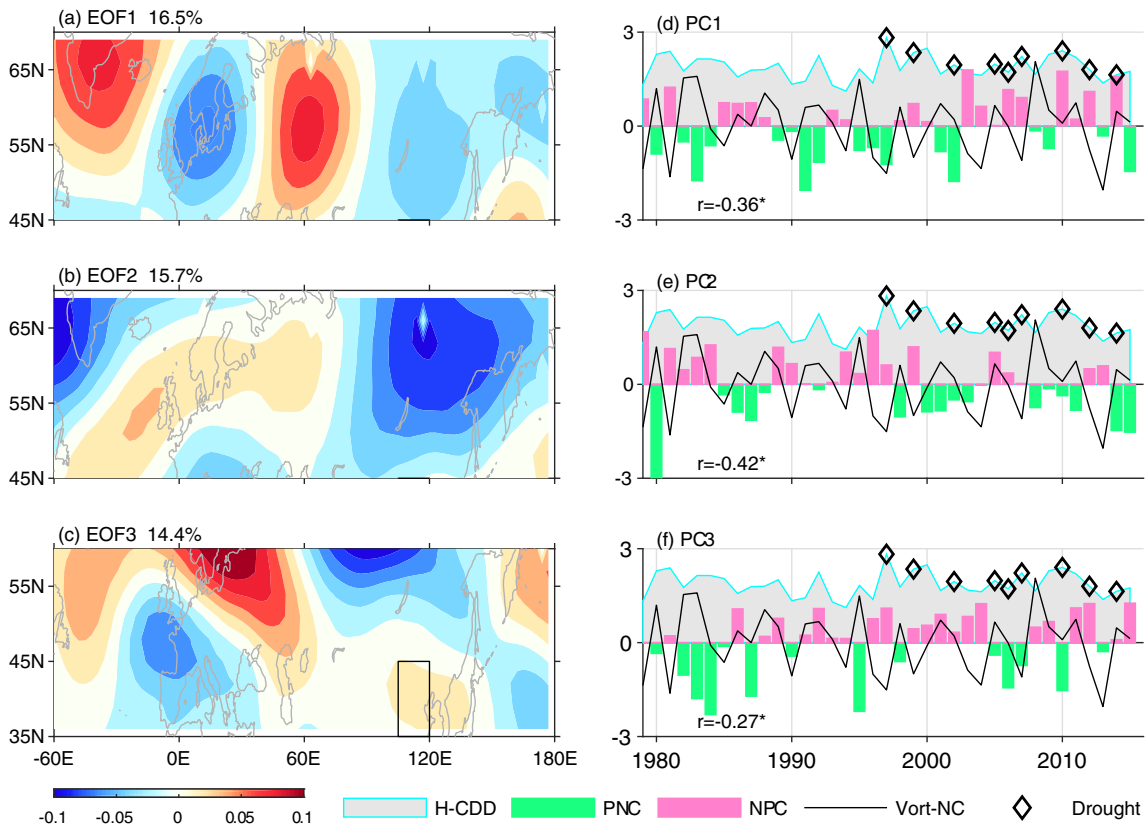 (a) EOF1 16.5%
65N
55N
45N
(d) PC1
3
0
-3
r=-0.36*
(b) EOF2 15.7%
65N
55N
45N
(e) PC2
3
0
-3
r=-0.42*
(c) EOF3 14.4%
55N
45N
35N
-60E 0E 60E 120E 180E
(f) PC3
3
0
-3
r=-0.27*
1980 1990 2000 2010
-0.1 -0.05 0 0.05 0.1
H-CDD PNC NPC Vort-NC Drought